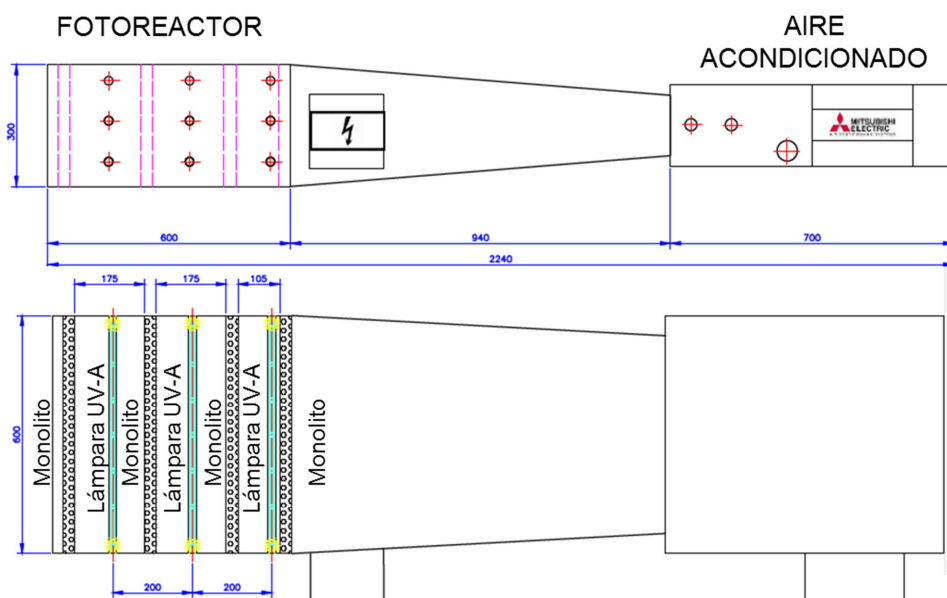 FOTOREACTOR
AIRE
ACONDICIONADO
300
MITSUBISHI
ELECTRIC
600
940
700
2240
175
175
105
600
Monolito
Lámpara UV-A
Monolito
Lámpara UV-A
Monolito
Lámpara UV-A
Monolito
200
200